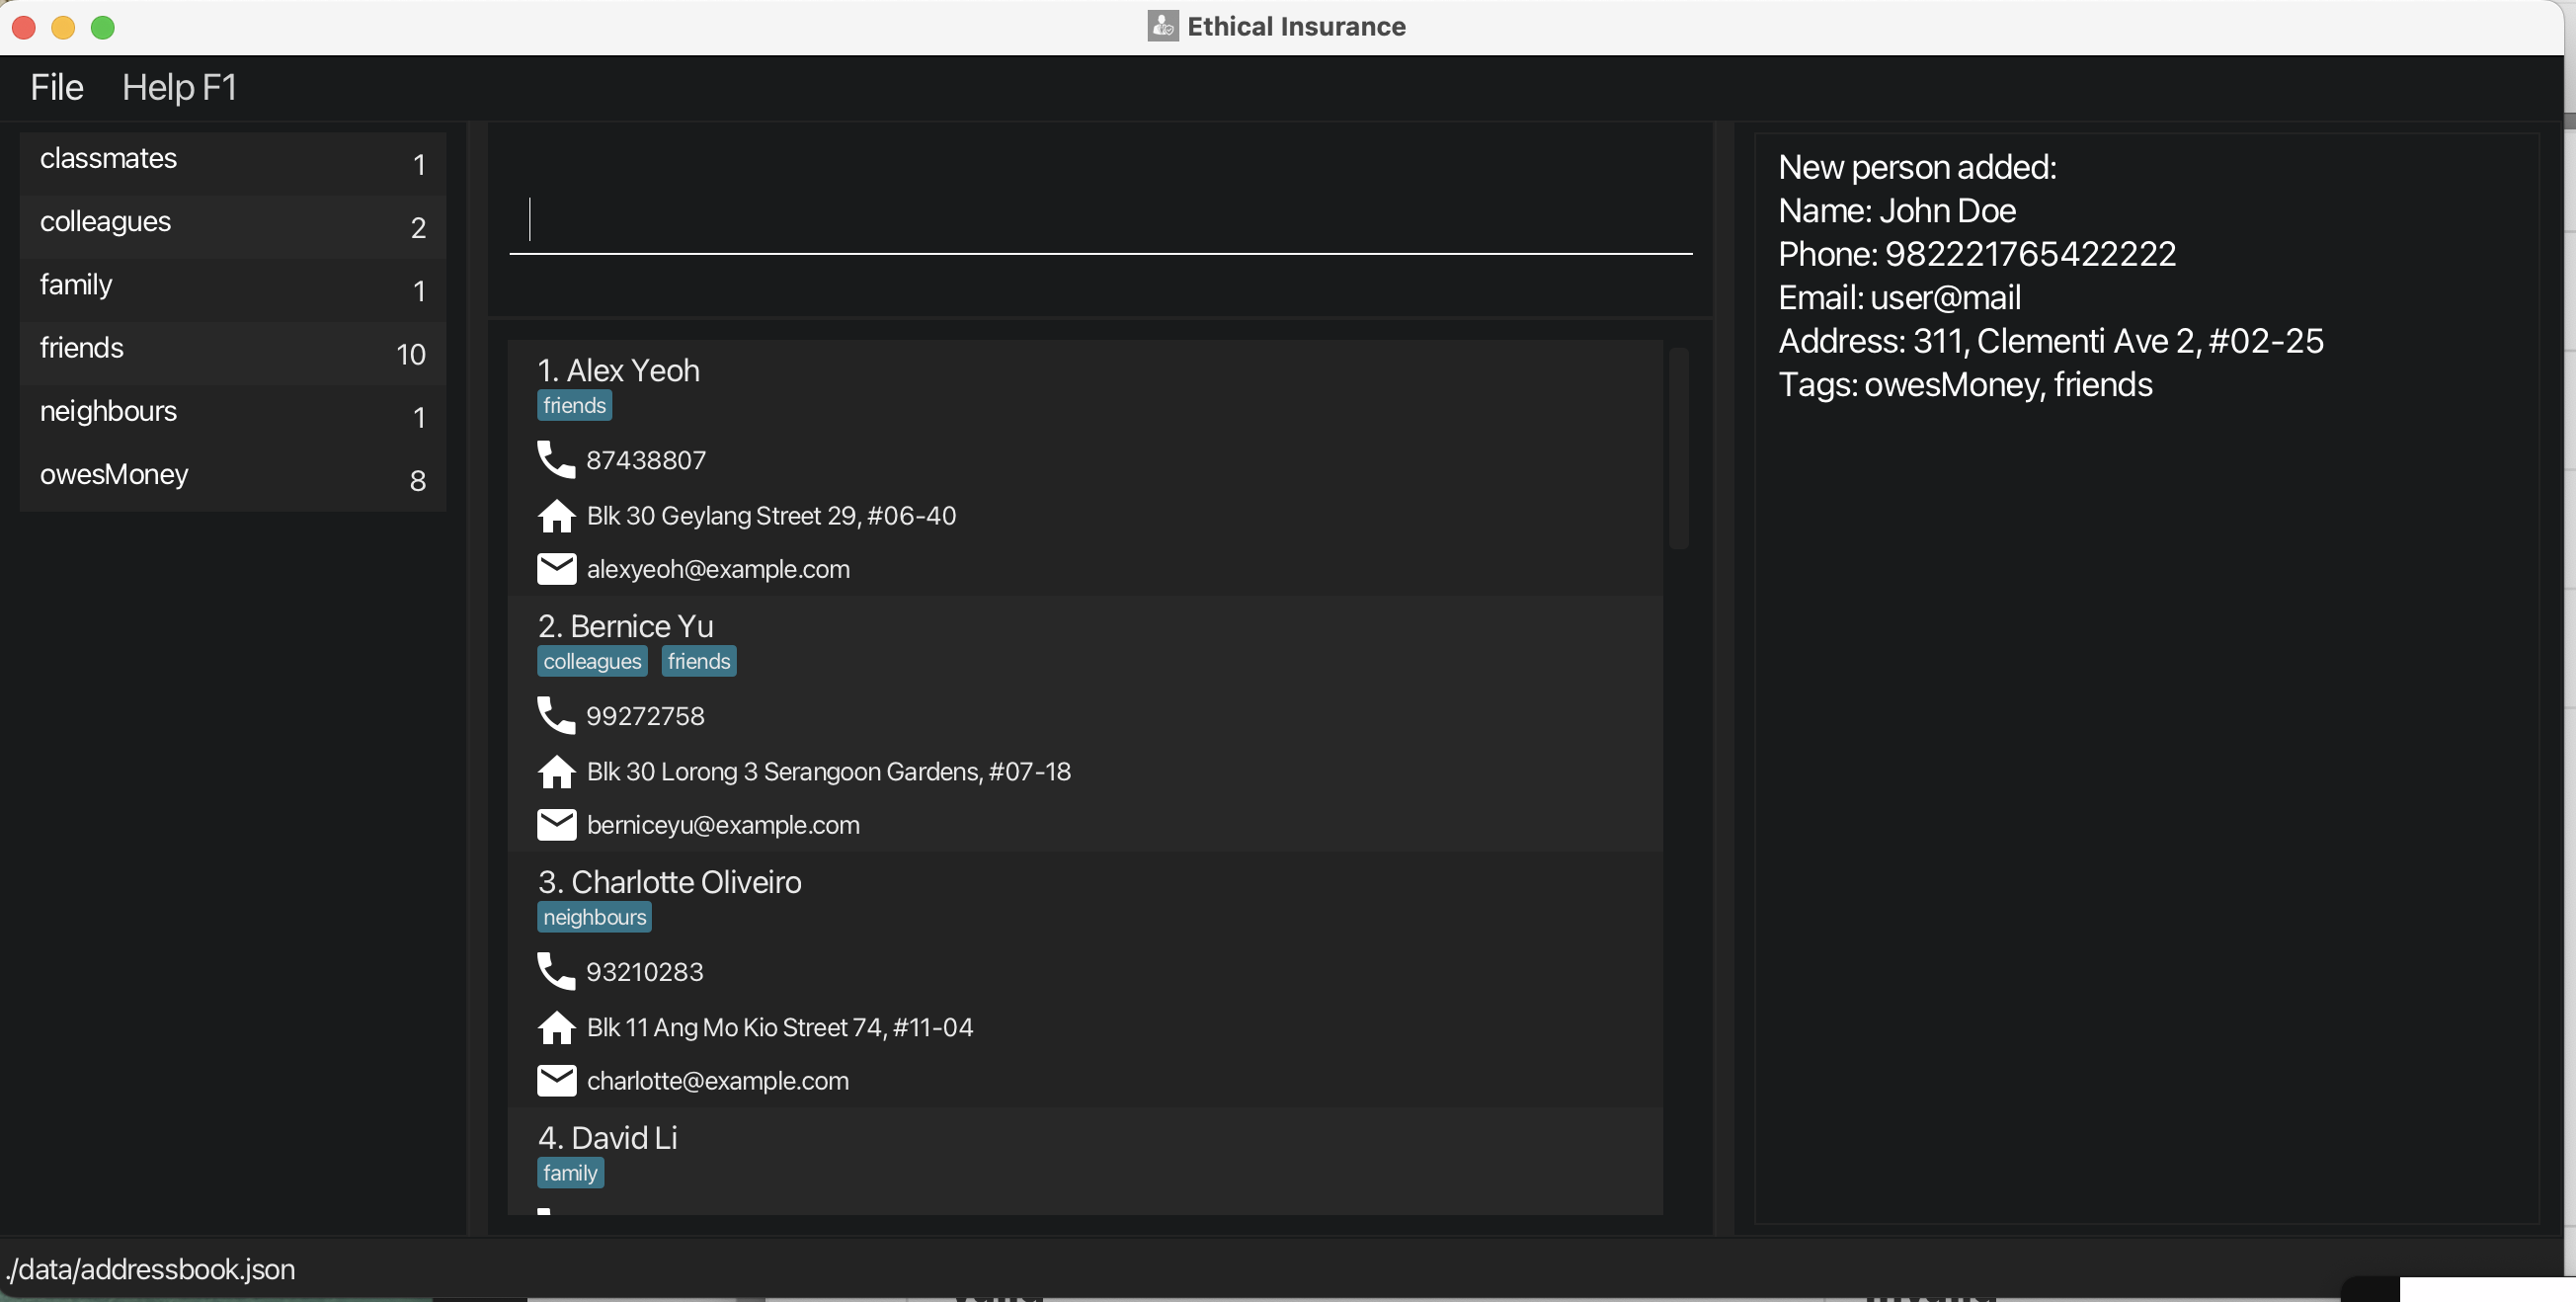 Ethical Insurance
File Help F1
classmates 1
colleagues 2
family 1
friends 10
neighbours 1
owesMoney 8
1. Alex Yeoh
friends
87438807
Blk 30 Geylang Street 29, #06-40
alexyeoh@example.com
2. Bernice Yu
colleagues friends
99272758
Blk 30 Lorong 3 Serangoon Gardens, #07-18
berniceyu@example.com
3. Charlotte Oliveiro
neighbours
93210283
Blk 11 Ang Mo Kio Street 74, #11-04
charlotte@example.com
4. David Li
family
New person added:
Name: John Doe
Phone: 982221765422222
Email: user@mail
Address: 311, Clementi Ave 2, #02-25
Tags: owesMoney, friends
./data/addressbook.json